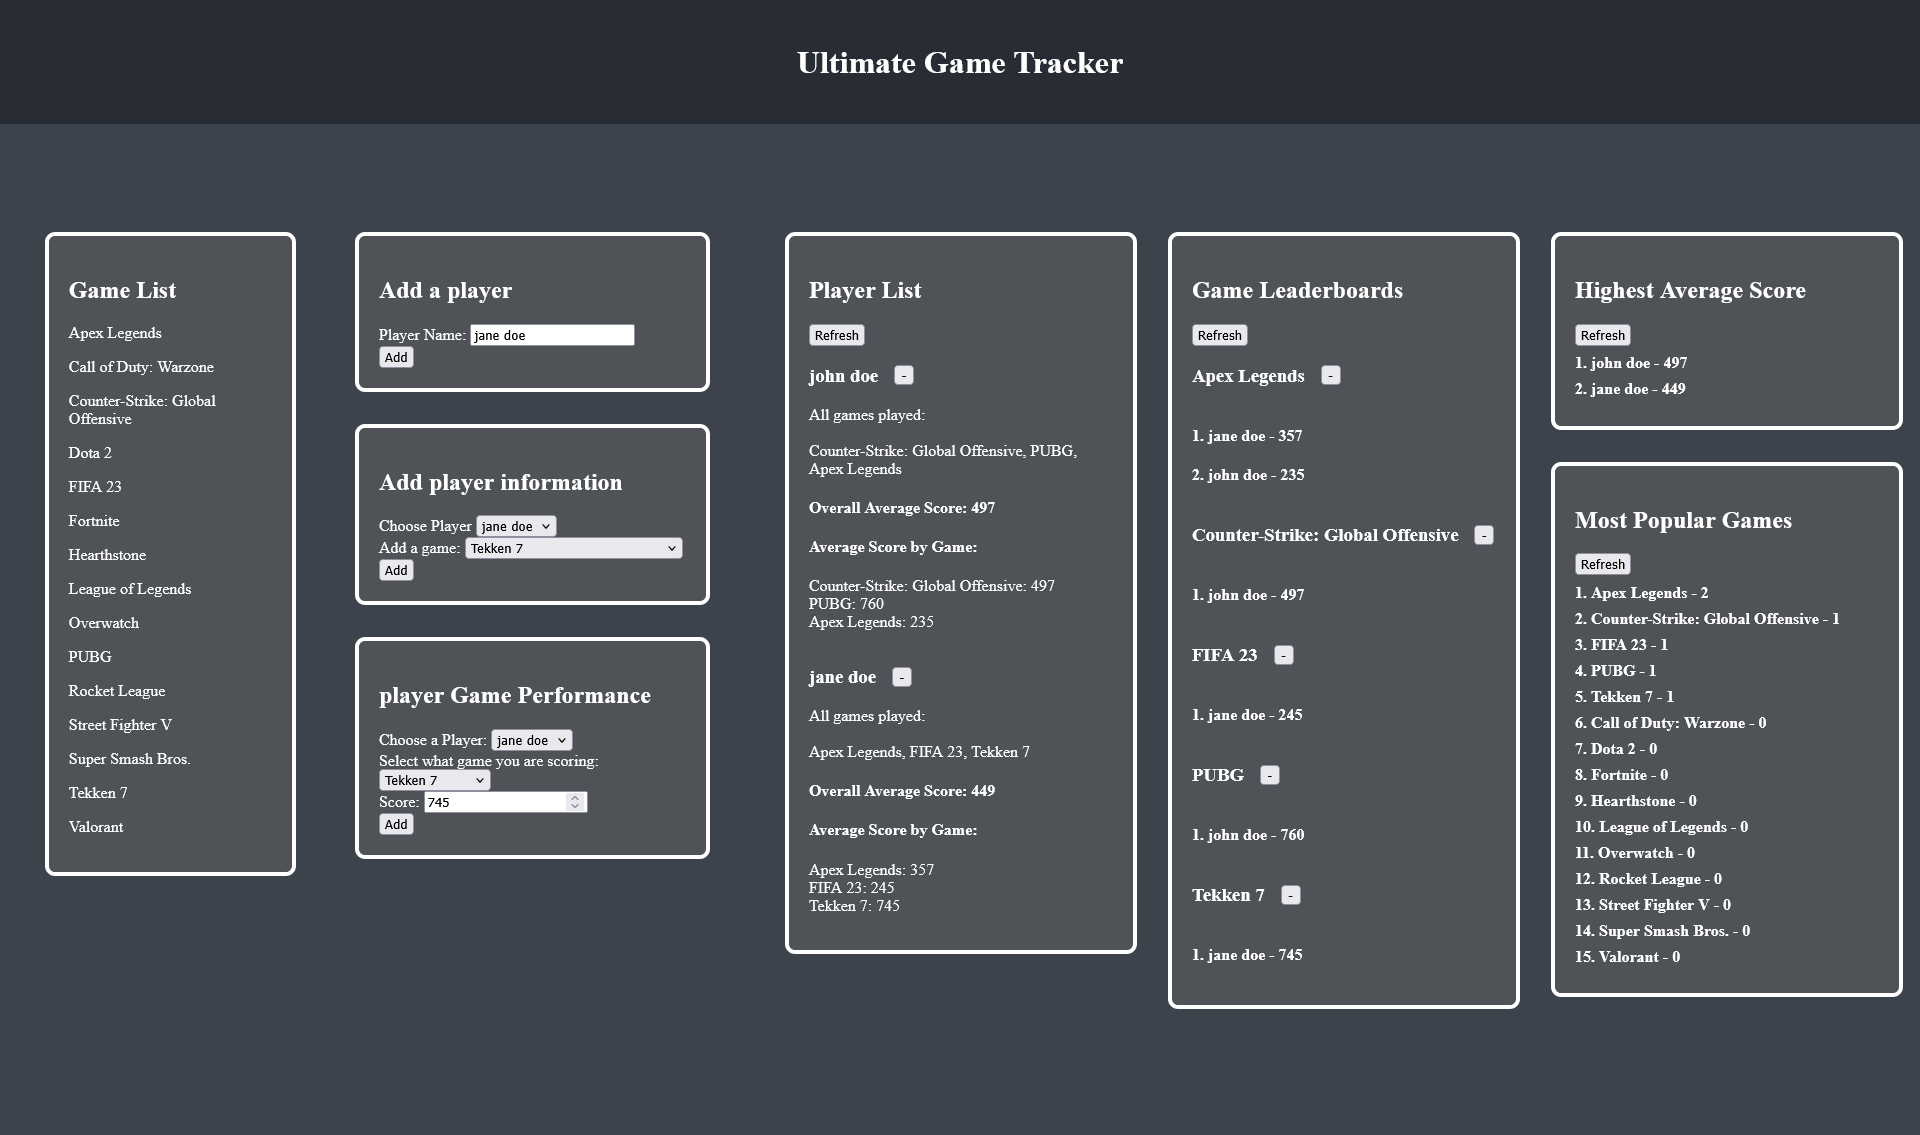 Ultimate Game Tracker
Game List
Apex Legends
Call of Duty: Warzone
Counter-Strike: Global
Offensive
Dota 2
FIFA 23
Fortnite
Hearthstone
League of Legends
Overwatch
PUBG
Rocket League
Street Fighter V
Super Smash Bros.
Tekken 7
Valorant
Add a player
Player Name: jane doe
Add
Add player information
Choose Player jane doe
Add a game: Tekken 7
Add
player Game Performance
Choose a Player: jane doe
Select what game you are scoring:
Tekken 7
Score: 745
Add
Player List
Refresh
john doe -
All games played:
Counter-Strike: Global Offensive, PUBG,
Apex Legends
Overall Average Score: 497
Average Score by Game:
Counter-Strike: Global Offensive: 497
PUBG: 760
Apex Legends: 235
jane doe -
All games played:
Apex Legends, FIFA 23, Tekken 7
Overall Average Score: 449
Average Score by Game:
Apex Legends: 357
FIFA 23: 245
Tekken 7: 745
Game Leaderboards
Refresh
Apex Legends -
1. jane doe - 357
2. john doe - 235
Counter-Strike: Global Offensive -
1. john doe - 497
FIFA 23 -
1. jane doe - 245
PUBG -
1. john doe - 760
Tekken 7 -
1. jane doe - 745
Highest Average Score
Refresh
1. john doe - 497
2. jane doe - 449
Most Popular Games
Refresh
1. Apex Legends - 2
2. Counter-Strike: Global Offensive - 1
3. FIFA 23 - 1
4. PUBG - 1
5. Tekken 7 - 1
6. Call of Duty: Warzone - 0
7. Dota 2 - 0
8. Fortnite - 0
9. Hearthstone - 0
10. League of Legends - 0
11. Overwatch - 0
12. Rocket League - 0
13. Street Fighter V - 0
14. Super Smash Bros. - 0
15. Valorant - 0